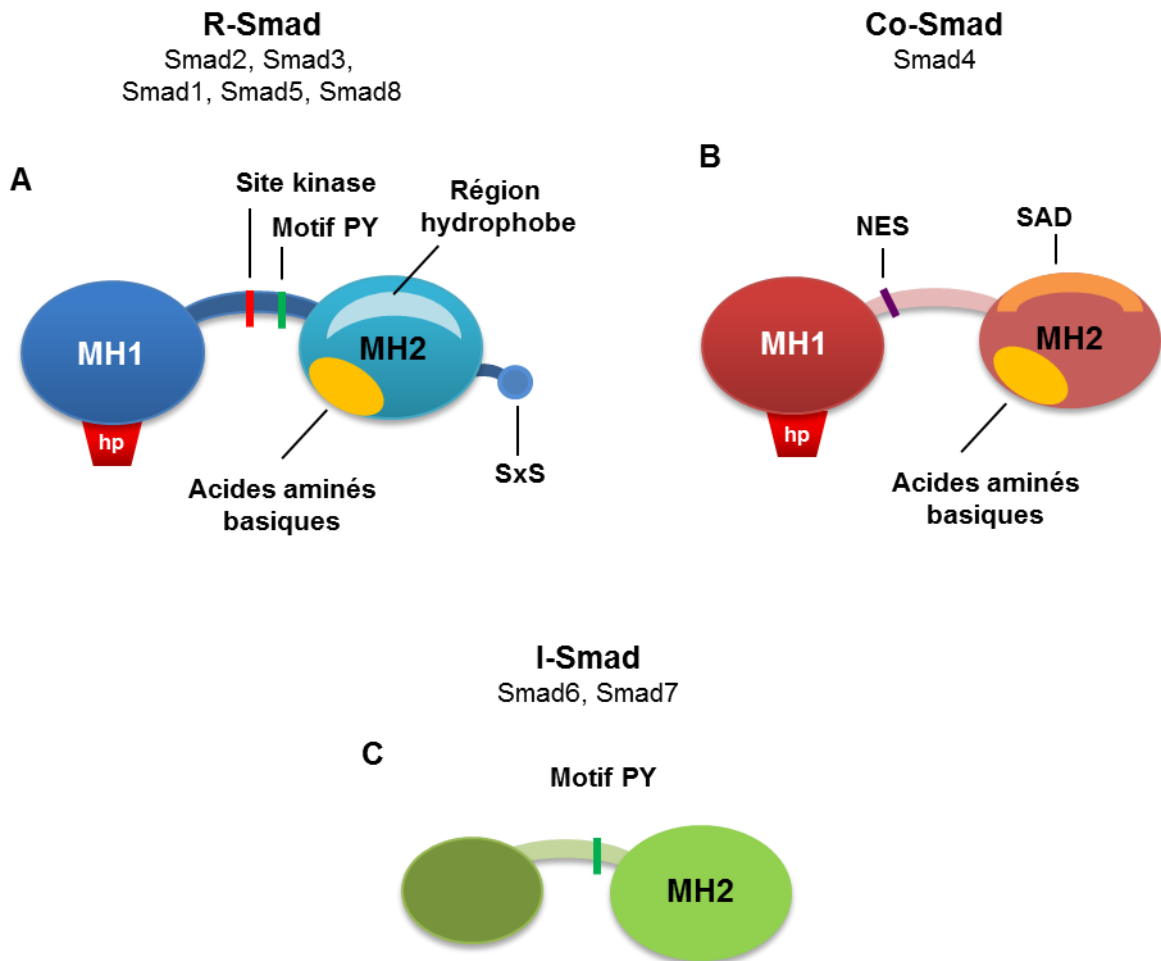 R-Smad
Smad2, Smad3,
Smad1, Smad5, Smad8
Co-Smad
Smad4
A
Site kinase
Motif PY
Région
hydrophobe
MH1
MH2
hp
SxS
Acides aminés
basiques
B
NES
SAD
MH1
MH2
hp
Acides aminés
basiques
I-Smad
Smad6, Smad7
C
Motif PY
MH2